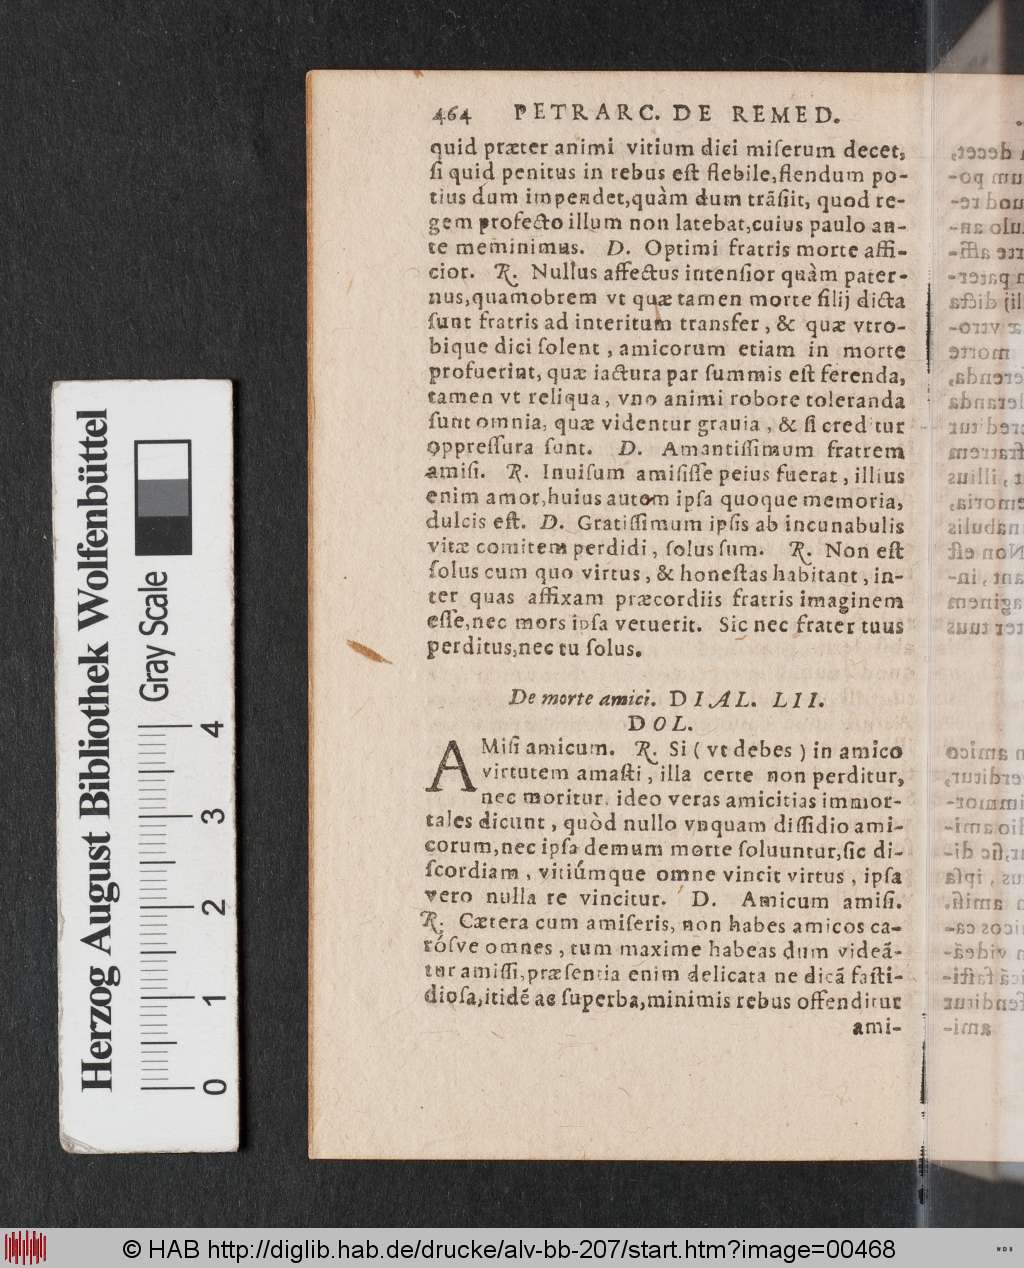 464 PETRARC. DE REMED.
quid præter animi vitium dici miſerum decet,
ſi quid penitus in rebus eſt flebile,flendum po-
tius dum impendet,quàm dum trãſiit, quod re-
gem profecto illum non latebat,cuius paulo an-
te meminimus. D. Optimi fratris morte affi-
cior. R. Nullus affectus intenſior quàm pater-
nus,quamobrem vt quæ tamen morte filij dicta
ſunt fratris ad interitum transfer, & quæ vtro-
bique dici ſolent, amicorum etiam in morte
profuerint, quæ iactura par ſummis eſt ferenda,
tamen vt reliqua, vno animi robore toleranda
ſunt omnia, quæ videntur grauia, & ſi cred tur
oppreſſura ſunt. D. Amantiſſimum fratrem
amiſi. R. Inuiſum amiſiſſe peius fuerat, illius
enim amor,huius autem ipſa quoque memoria,
dulcis eſt. D. Gratiſſimum ipſis ab incunabulis
vitæ comitem perdidi, ſolus ſum. R. Non eſt
ſolus cum quo virtus, & honeſtas habitant, in-
ter quas affixam præcordiis fratris imaginem
eſſe,nec mors ipſa vetuerit. Sic nec frater tuus
perditus,nec tu ſolus.
De morte amici. DIAL. LII.
DOL.
AMiſi amicum. R. Si (vt debes) in amico
virtutem amaſti, illa certe non perditur,
nec moritur. ideo veras amicitias immor-
tales dicunt, quòd nullo vnquam diſſidio ami-
corum,nec ipſa demum morte ſoluuntur,ſic di-
ſcordiam, vitiúmque omne vincit virtus, ipſa
vero nulla re vincitur. D. Amicum amiſi.
R. Cætera cum amiſeris, non habes amicos ca-
róſve omnes, tum maxime habeas dum videã-
tur amiſſi,præſentia enim delicata ne dicã faſti-
dioſa,itidẽ ac ſuperba,minimis rebus offenditur
ami-
Herzog August Bibliothek Wolfenbüttel
Gray Scale
0 1 2 3 4
© HAB http://diglib.hab.de/drucke/alv-bb-207/start.htm?image=00468